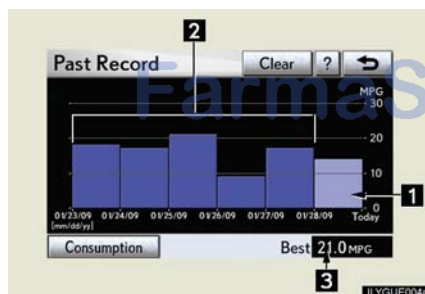 2
Past Record Clear ?
MPG
30
20
10
1
0
01/23/09 01/24/09 01/25/09 01/26/09 01/27/09 01/28/09 Today
[mm/dd/yy]
Consumption Best 21.0 MPG
3
FarmaS